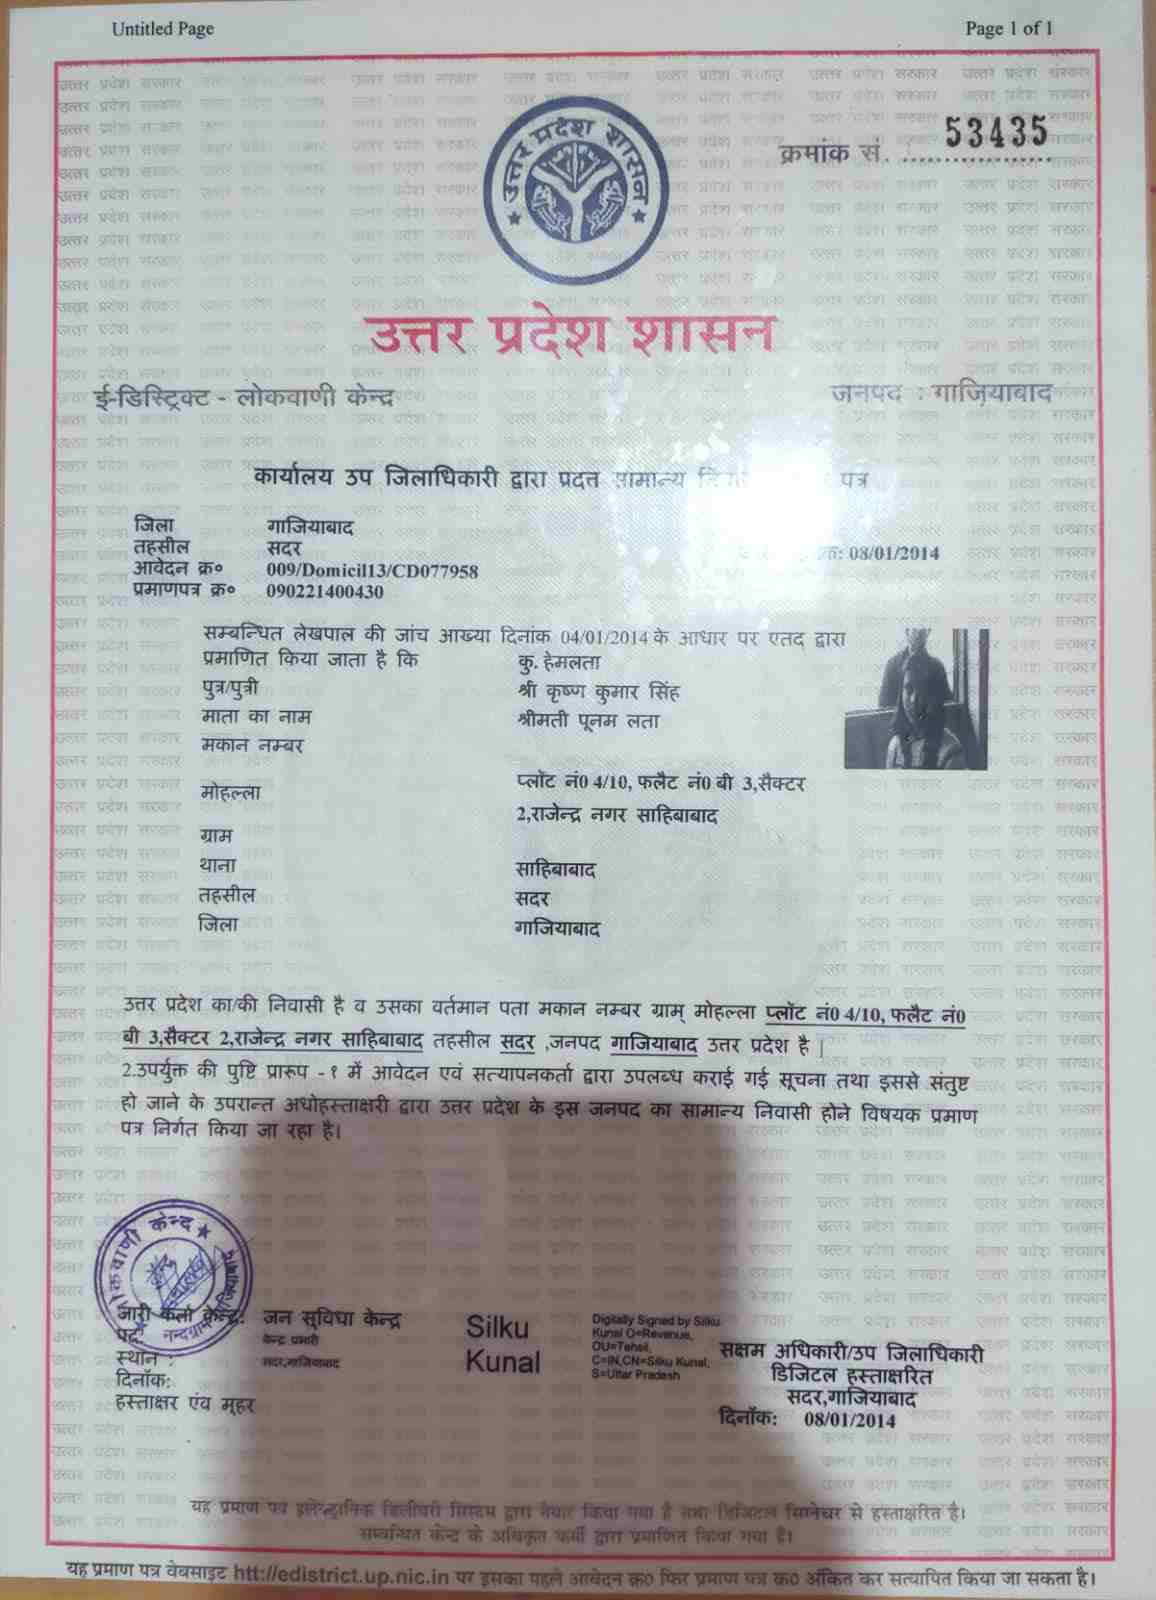 Untitled Page
Page 1 of 1
उत्तर प्रदेश शासन
क्रमांक सं. 53435
उत्तर प्रदेश शासन
ई-डिस्ट्रिक्ट - लोकवाणी केन्द्र
जनपद : गाजियाबाद
कार्यालय उप जिलाधिकारी द्वारा प्रदत्त सामान्य पत्र
जिला गाजियाबाद
तहसील सदर
08/01/2014
आवेदन क्र० 009/Domicil13/CD077958
प्रमाणपत्र क्र० 090221400430
सम्बन्धित लेखपाल की जांच आख्या दिनांक 04/01/2014 के आधार पर एतद द्वारा
प्रमाणित किया जाता है कि कु. हेमलता
पुत्र/पुत्री श्री कृष्ण कुमार सिंह
माता का नाम श्रीमती पूनम लता
मकान नम्बर
मोहल्ला प्लॉट नं0 4/10, फलैट नं0 बी 3,सैक्टर
2,राजेन्द्र नगर साहिबाबाद
ग्राम
थाना साहिबाबाद
तहसील सदर
जिला गाजियाबाद
उत्तर प्रदेश का/की निवासी है व उसका वर्तमान पता मकान नम्बर ग्राम् मोहल्ला प्लॉट नं0 4/10, फलैट नं0
बी 3,सैक्टर 2,राजेन्द्र नगर साहिबाबाद तहसील सदर ,जनपद गाजियाबाद उत्तर प्रदेश है |
2.उपर्युक्त की पुष्टि प्रारूप -१ में आवेदन एवं सत्यापनकर्ता द्वारा उपलब्ध कराई गई सूचना तथा इससे संतुष्ट
हो जाने के उपरान्त अधोहस्ताक्षरी द्वारा उत्तर प्रदेश के इस जनपद का सामान्य निवासी होने विषयक प्रमाण
पत्र निर्गत किया जा रहा है।
जारी कर्ता केन्द्र: जन सुविधा केन्द्र
पद: केन्द्र प्रभारी
स्थान : सदर,गाजियाबाद
दिनॉक:
हस्ताक्षर एंव मूहर
Silku
Kunal
Digitally Signed by Silku
Kunal O=Revenue,
OU=Tehsil,
C=IN,CN=Silku Kunal,
S=Uttar Pradesh
सक्षम अधिकारी/उप जिलाधिकारी
डिजिटल हस्ताक्षरित
सदर,गाजियाबाद
दिनॉक: 08/01/2014
यह प्रमाण पत्र इलेक्ट्रानिक डिलीवरी सिस्टम द्वारा तैयार किया गया है तथा डिजिटल सिग्नेचर से हस्ताक्षरित है।
सम्बन्धित केन्द्र के अधिकृत कर्मी द्वारा प्रमाणित किया गया है।
यह प्रमाण पत्र वेबसाइट htt://edistrict.up.nic.in पर इसका पहले आवेदन क्र0 फिर प्रमाण पत्र क0 अंकित कर सत्यापित किया जा सकता है।